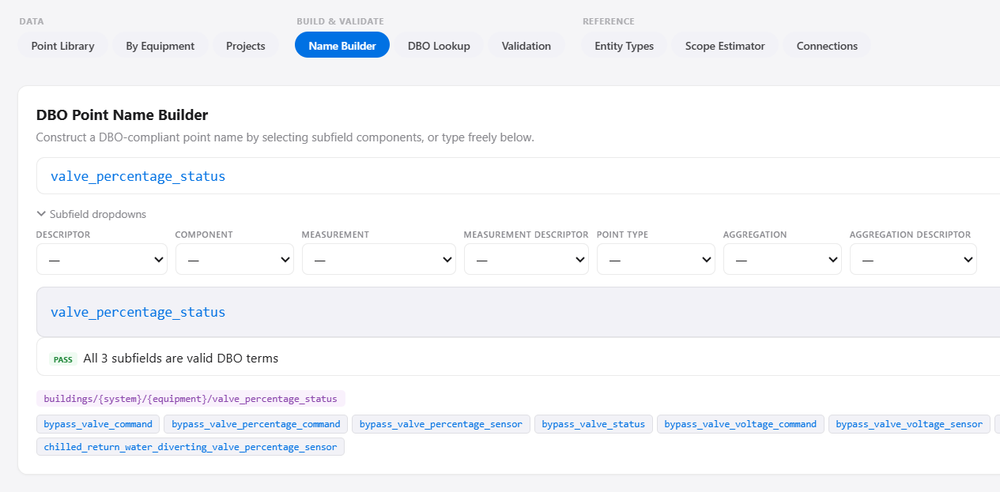 DATA BUILD & VALIDATE REFERENCE
Point Library By Equipment Projects Name Builder DBO Lookup Validation Entity Types Scope Estimator Connections
DBO Point Name Builder
Construct a DBO-compliant point name by selecting subfield components, or type freely below.
valve_percentage_status
Subfield dropdowns
DESCRIPTOR COMPONENT MEASUREMENT MEASUREMENT DESCRIPTOR POINT TYPE AGGREGATION AGGREGATION DESCRIPTOR
— — — — — — —
valve_percentage_status
PASS All 3 subfields are valid DBO terms
buildings/{system}/{equipment}/valve_percentage_status
bypass_valve_command bypass_valve_percentage_command bypass_valve_percentage_sensor bypass_valve_status bypass_valve_voltage_command bypass_valve_voltage_sensor
chilled_return_water_diverting_valve_percentage_sensor